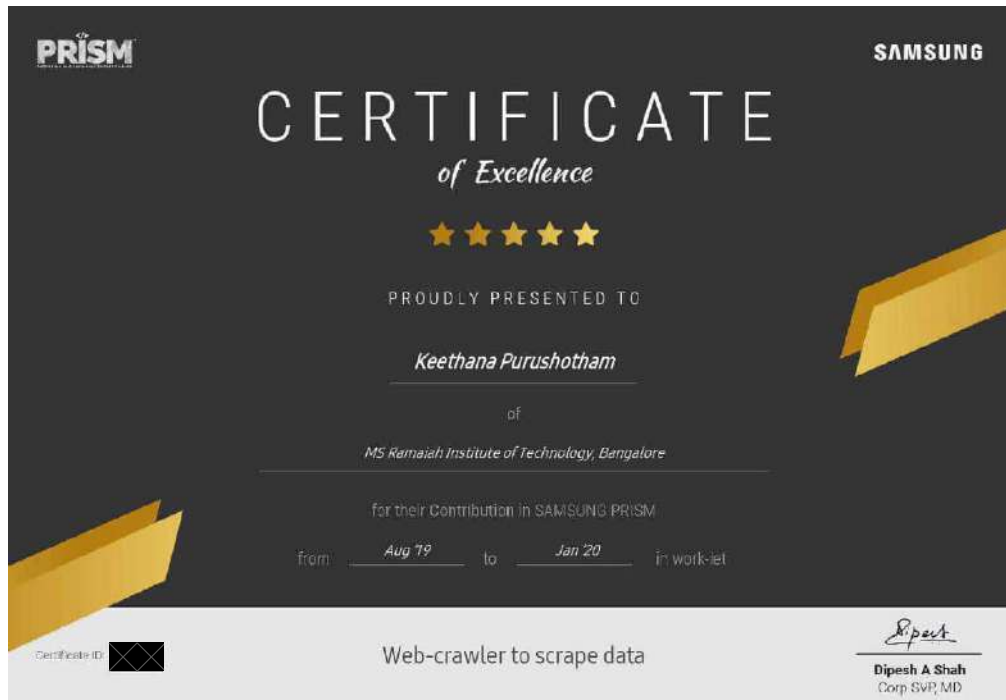 PRISM
SAMSUNG
CERTIFICATE
of Excellence
PROUDLY PRESENTED TO
Keethana Purushotham
of
MS Ramaiah Institute of Technology, Bangalore
for their Contribution in SAMSUNG PRISM
from Aug '19 to Jan '20 in work-let
Certificate ID:
Web-crawler to scrape data
Dipesh A Shah
Corp SVP, MD